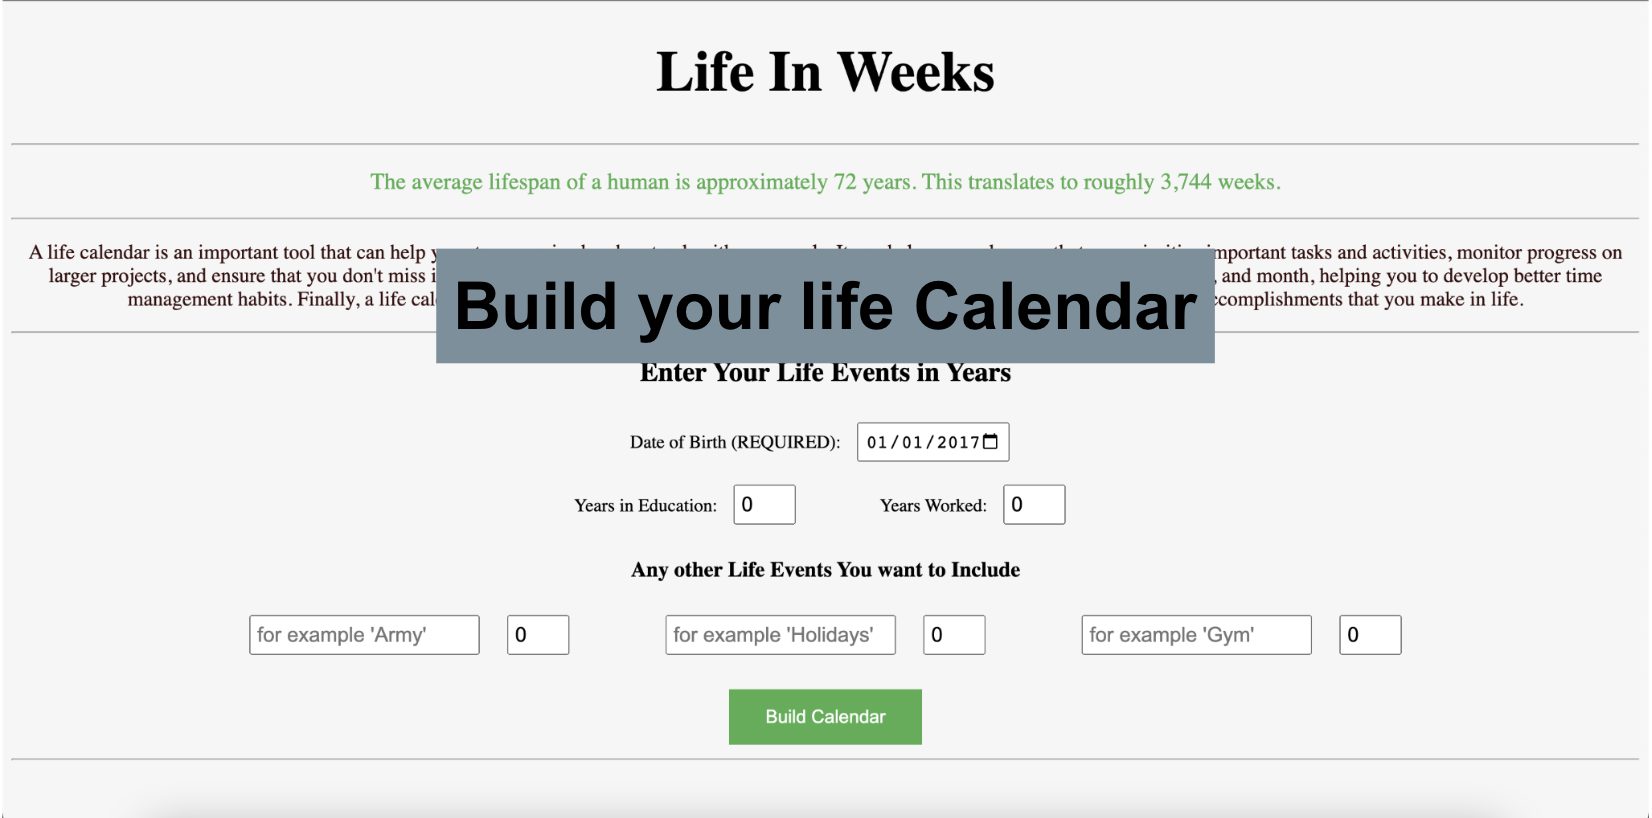 Life In Weeks
The average lifespan of a human is approximately 72 years. This translates to roughly 3,744 weeks.
A life calendar is an important tool that can help important tasks and activities, monitor progress on
larger projects, and ensure that you don't miss , and month, helping you to develop better time
management habits. Finally, a life accomplishments that you make in life.
Build your life Calendar
Enter Your Life Events in Years
Date of Birth (REQUIRED): 01/01/2017
Years in Education: 0 Years Worked: 0
Any other Life Events You want to Include
for example 'Army' 0 for example 'Holidays' 0 for example 'Gym' 0
Build Calendar